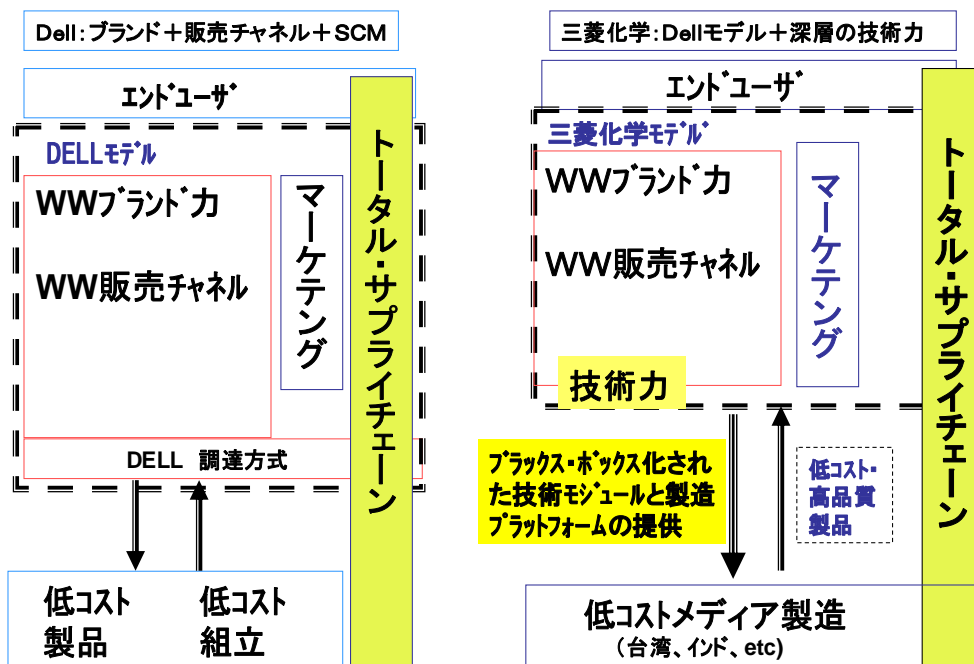 Dell:ブランド+販売チャネル+SCM
エンドユーザ
DELLモデル
WWブランド力
WW販売チャネル
マーケテング
トータル・サプライチェーン
DELL 調達方式
低コスト
製品
低コスト
組立
三菱化学:Dellモデル+深層の技術力
エンドユーザ
三菱化学モデル
WWブランド力
WW販売チャネル
マーケテング
技術力
トータル・サプライチェーン
ブラックス・ボックス化され
た技術モジュールと製造
プラットフォームの提供
低コスト・
高品質
製品
低コストメディア製造
(台湾、インド、etc)